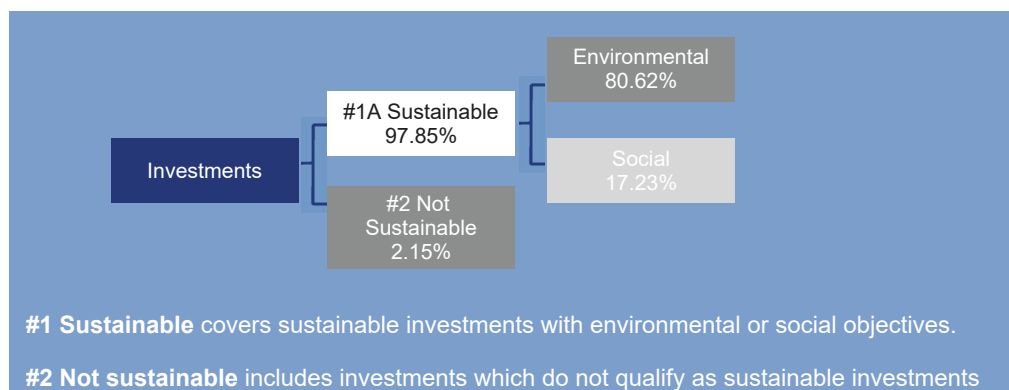 Environmental
80.62%
#1A Sustainable
97.85%
Investments
Social
17.23%
#2 Not
Sustainable
2.15%
#1 Sustainable covers sustainable investments with environmental or social objectives.
#2 Not sustainable includes investments which do not qualify as sustainable investments